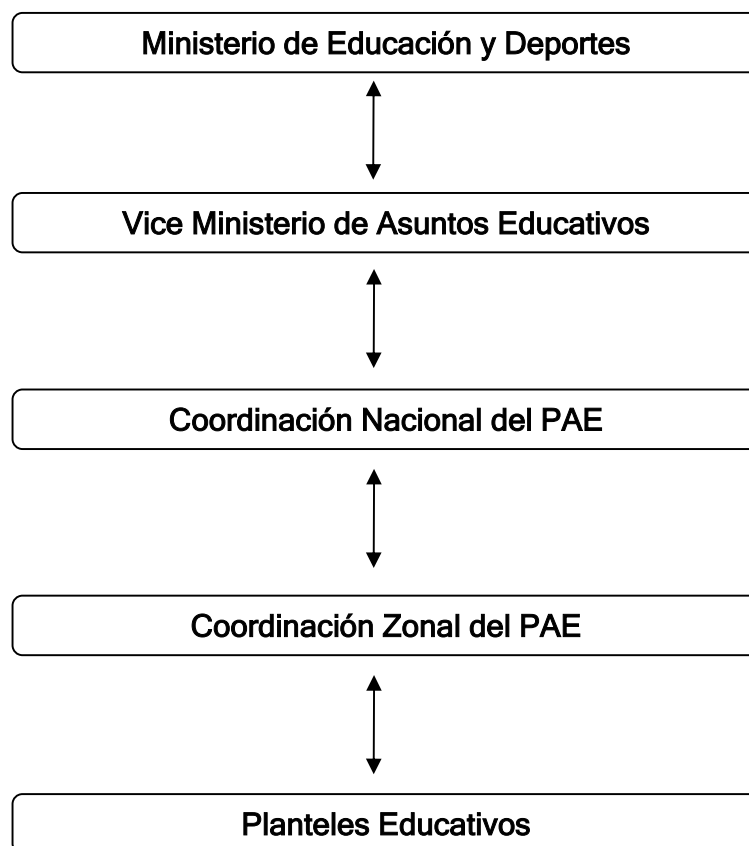 Ministerio de Educación y Deportes
Vice Ministerio de Asuntos Educativos
Coordinación Nacional del PAE
Coordinación Zonal del PAE
Planteles Educativos